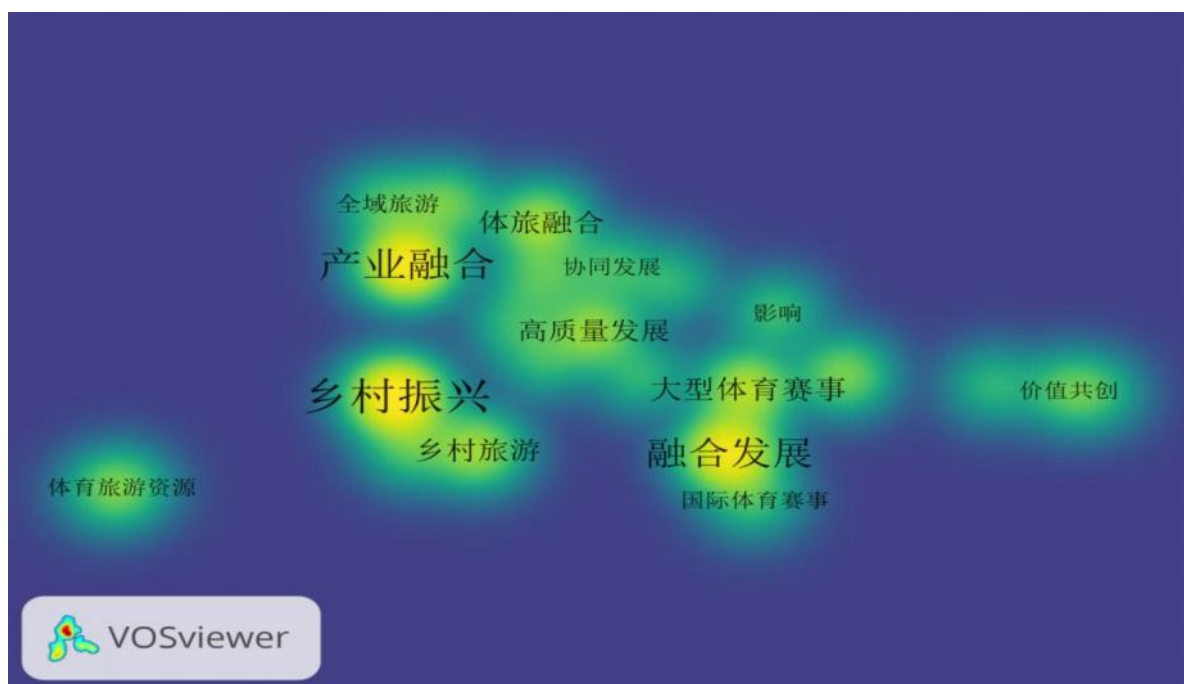 全域旅游
体旅融合
产业融合
协同发展
影响
高质量发展
大型体育赛事
价值共创
乡村振兴
乡村旅游
融合发展
体育旅游资源
国际体育赛事
VOSviewer